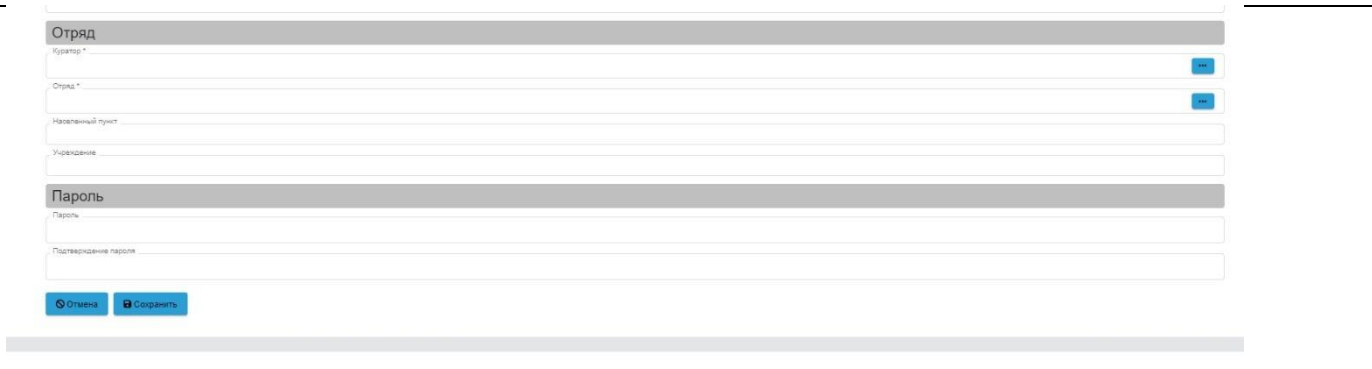 Отряд
Куратор *
Отряд *
Населенный пункт
Учреждение
Пароль
Пароль
Подтверждение пароля
Отмена Сохранить